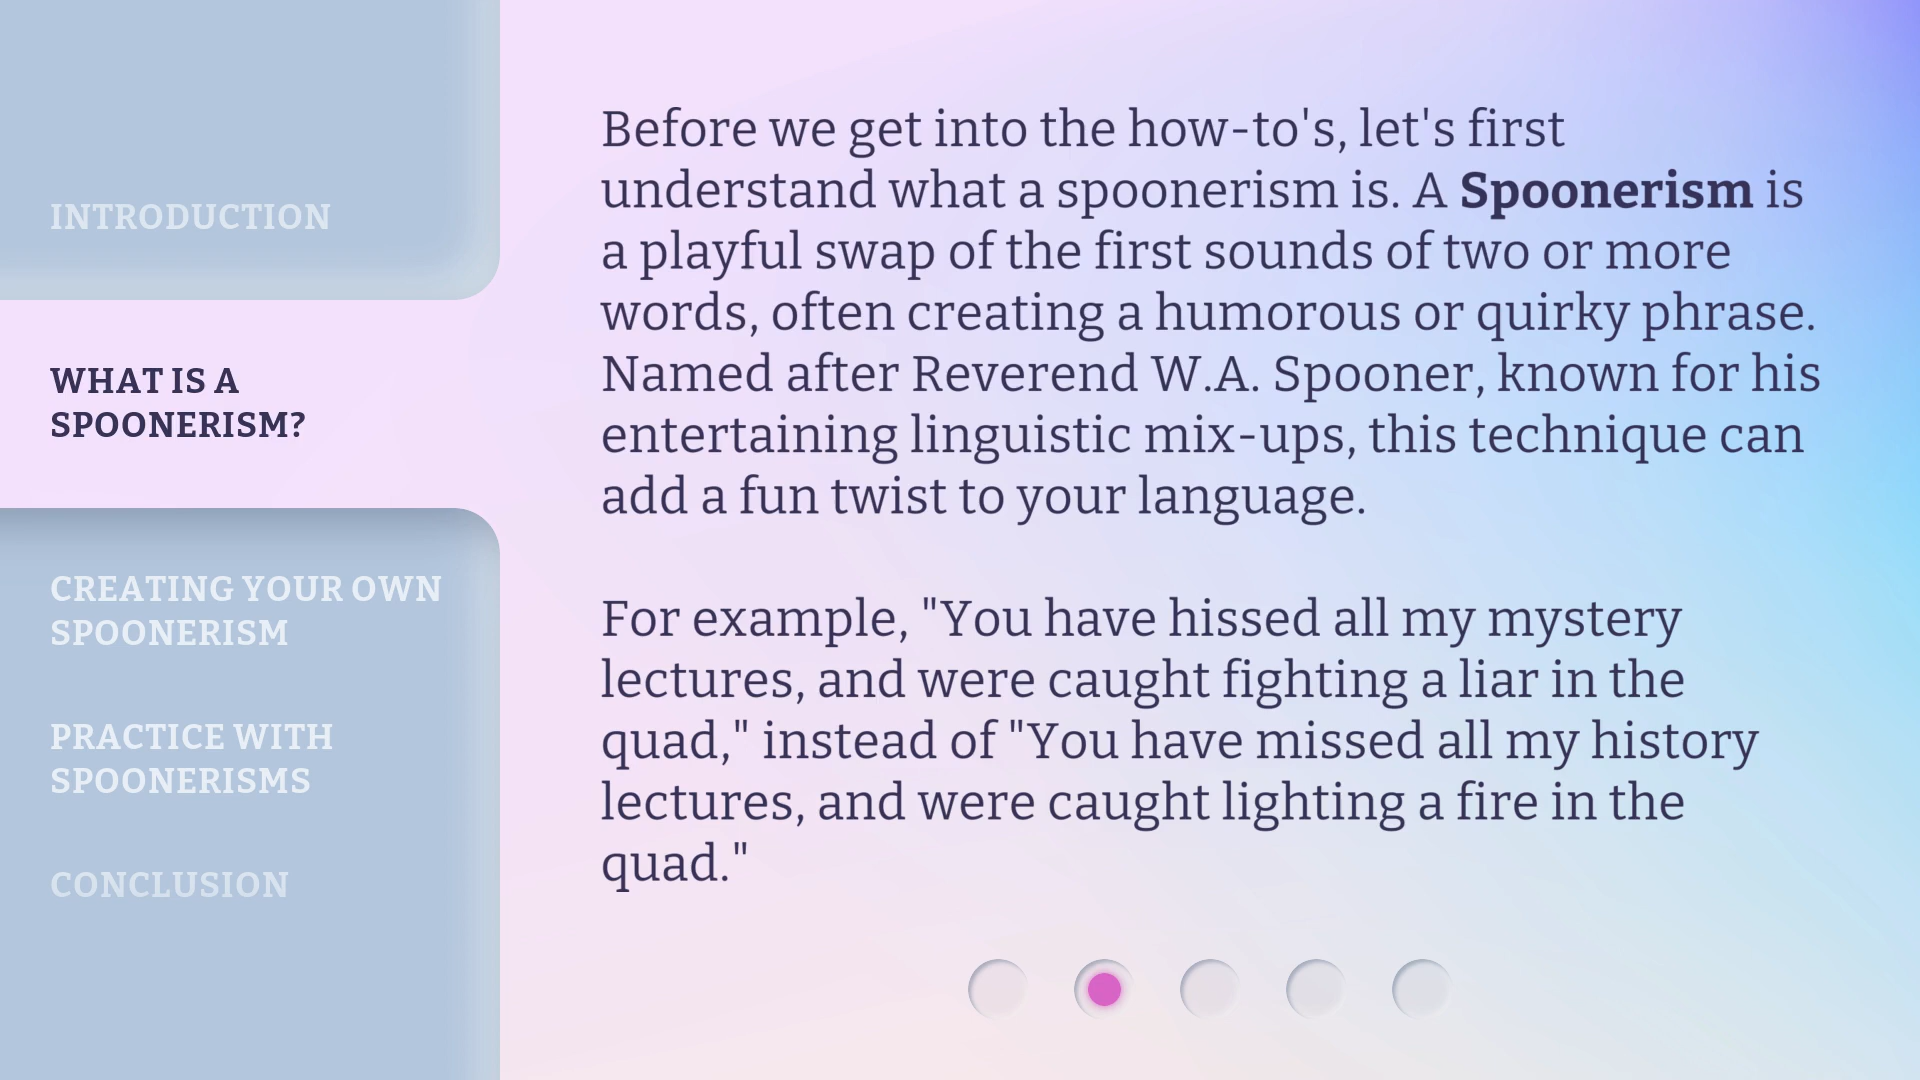 INTRODUCTION
WHAT IS A
SPOONERISM?
CREATING YOUR OWN
SPOONERISM
PRACTICE WITH
SPOONERISMS
CONCLUSION
Before we get into the how-to's, let's first
understand what a spoonerism is. A Spoonerism is
a playful swap of the first sounds of two or more
words, often creating a humorous or quirky phrase.
Named after Reverend W.A. Spooner, known for his
entertaining linguistic mix-ups, this technique can
add a fun twist to your language.
For example, "You have hissed all my mystery
lectures, and were caught fighting a liar in the
quad," instead of "You have missed all my history
lectures, and were caught lighting a fire in the
quad."